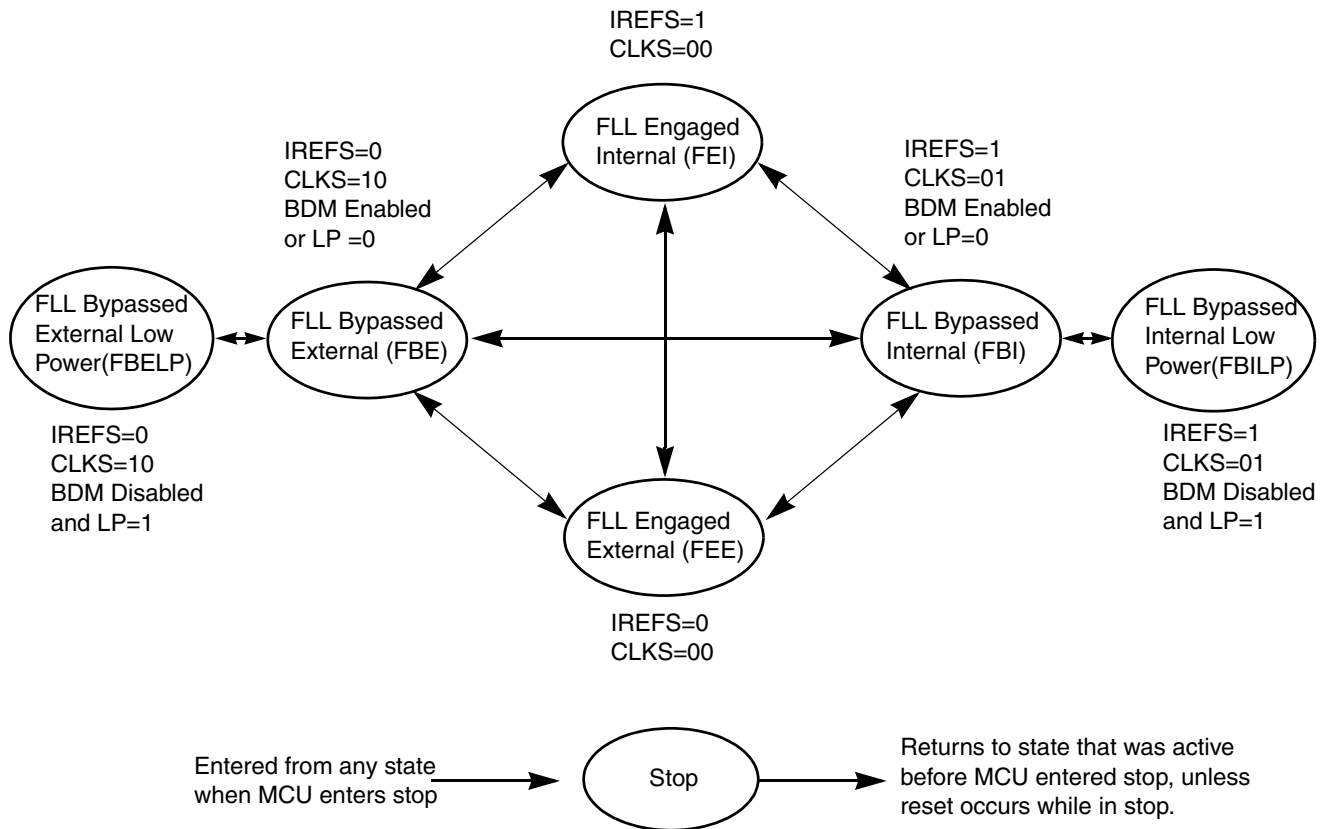 IREFS=1
CLKS=00
FLL Engaged
Internal (FEI)
IREFS=0
CLKS=10
BDM Enabled
or LP =0
IREFS=1
CLKS=01
BDM Enabled
or LP=0
FLL Bypassed
External Low
Power(FBELP)
FLL Bypassed
External (FBE)
FLL Bypassed
Internal (FBI)
FLL Bypassed
Internal Low
Power(FBILP)
IREFS=0
CLKS=10
BDM Disabled
and LP=1
IREFS=1
CLKS=01
BDM Disabled
and LP=1
FLL Engaged
External (FEE)
IREFS=0
CLKS=00
Entered from any state
when MCU enters stop
Stop
Returns to state that was active
before MCU entered stop, unless
reset occurs while in stop.